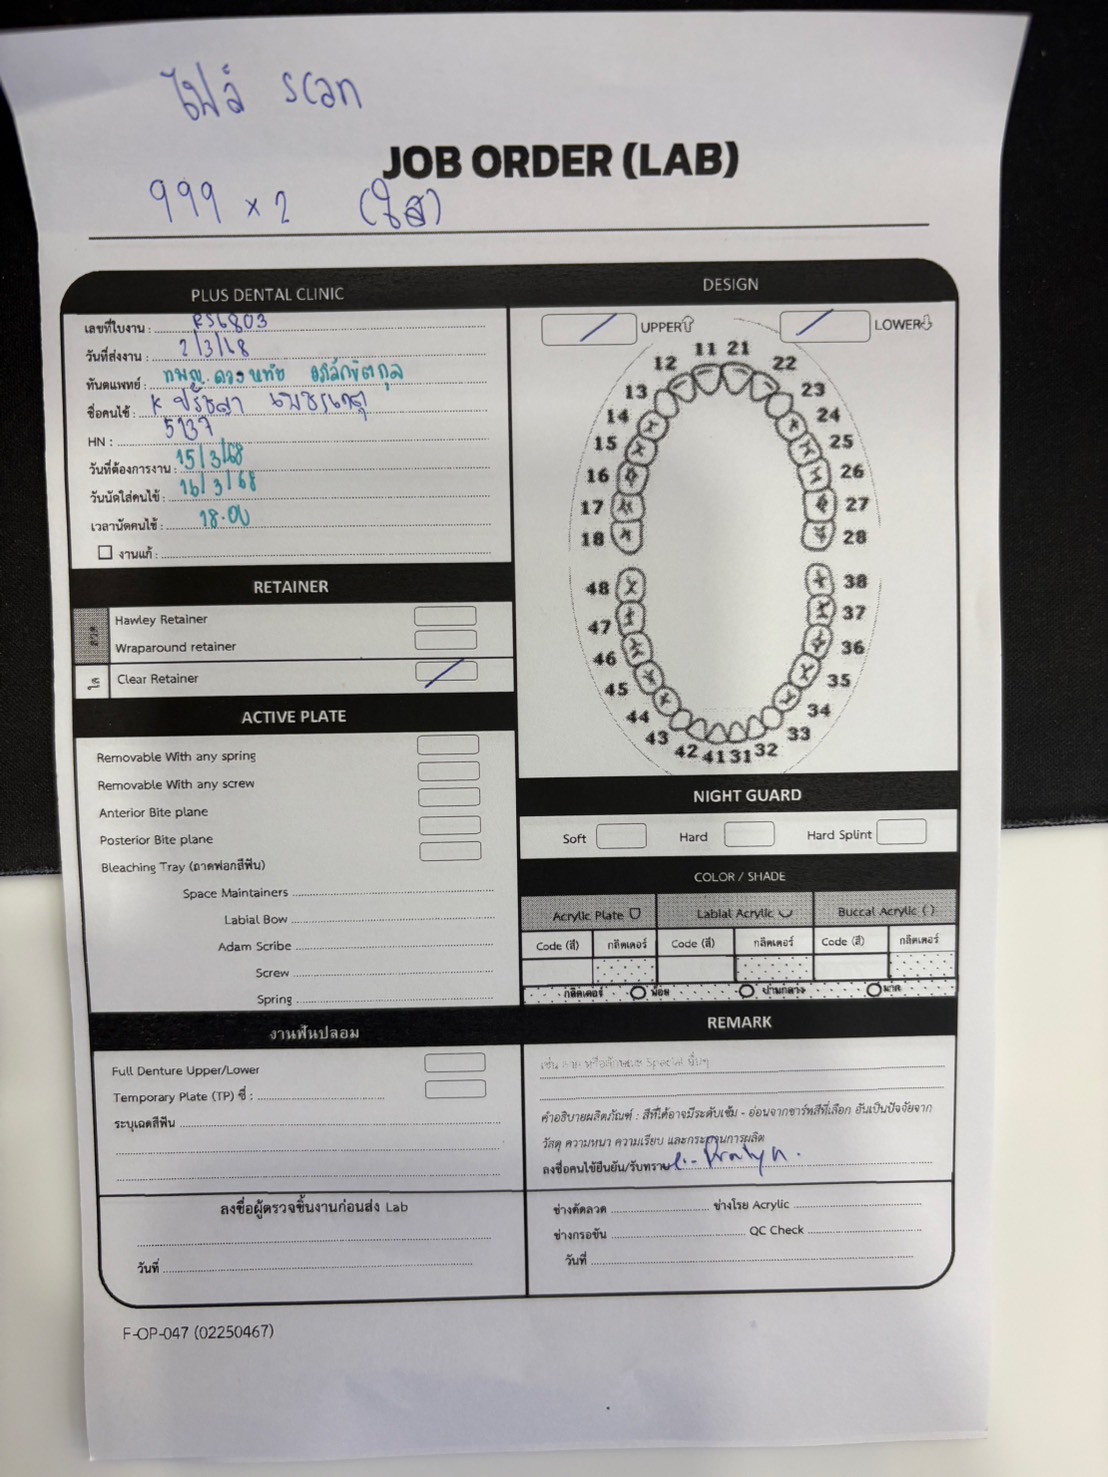 ไฟล์ scan
JOB ORDER (LAB)
999 x 2 (ใส)
PLUS DENTAL CLINIC
เลขที่ใบงาน : RS6803
วันที่ส่งงาน : 2/3/68
ทันตแพทย์ : ทพญ. ดวงหทัย
ชื่อคนไข้ : K
HN : 5137
วันที่ต้องการงาน : 15/3/68
วันนัดใส่คนไข้ : 16/3/68
เวลานัดคนไข้ : 18.00
งานแก้ :
DESIGN
UPPER
LOWER
11 21
12 22
13 23
14 24
15 25
16 26
17 27
18 28
48 38
47 37
46 36
45 35
44 34
43 33
42 41 31 32
RETAINER
ลวด
Hawley Retainer
Wraparound retainer
ใส
Clear Retainer
ACTIVE PLATE
Removable With any spring
Removable With any screw
Anterior Bite plane
Posterior Bite plane
Bleaching Tray (ถาดฟอกสีฟัน)
Space Maintainers
Labial Bow
Adam Scribe
Screw
Spring
NIGHT GUARD
Soft Hard Hard Splint
COLOR / SHADE
Acrylic Plate Labial Acrylic Buccal Acrylic ( )
Code (สี) กลิตเตอร์ Code (สี) กลิตเตอร์ Code (สี) กลิตเตอร์
กลิตเตอร์ น้อย ปานกลาง มาก
งานฟันปลอม
Full Denture Upper/Lower
Temporary Plate (TP) ซี่ :
ระบุเฉดสีฟัน
REMARK
เช่น ลาย หรือลักษณะ Special อื่นๆ
คำอธิบายผลิตภัณฑ์ : สีที่ได้อาจมีระดับเข้ม - อ่อนจากชาร์ทสีที่เลือก อันเป็นปัจจัยจาก
วัสดุ ความหนา ความเรียบ และกระบวนการผลิต
ลงชื่อคนไข้ยืนยัน/รับทราบ
ลงชื่อผู้ตรวจชิ้นงานก่อนส่ง Lab
วันที่
ช่างดัดลวด ช่างโรย Acrylic
ช่างกรอขัน QC Check
วันที่
F-OP-047 (02250467)